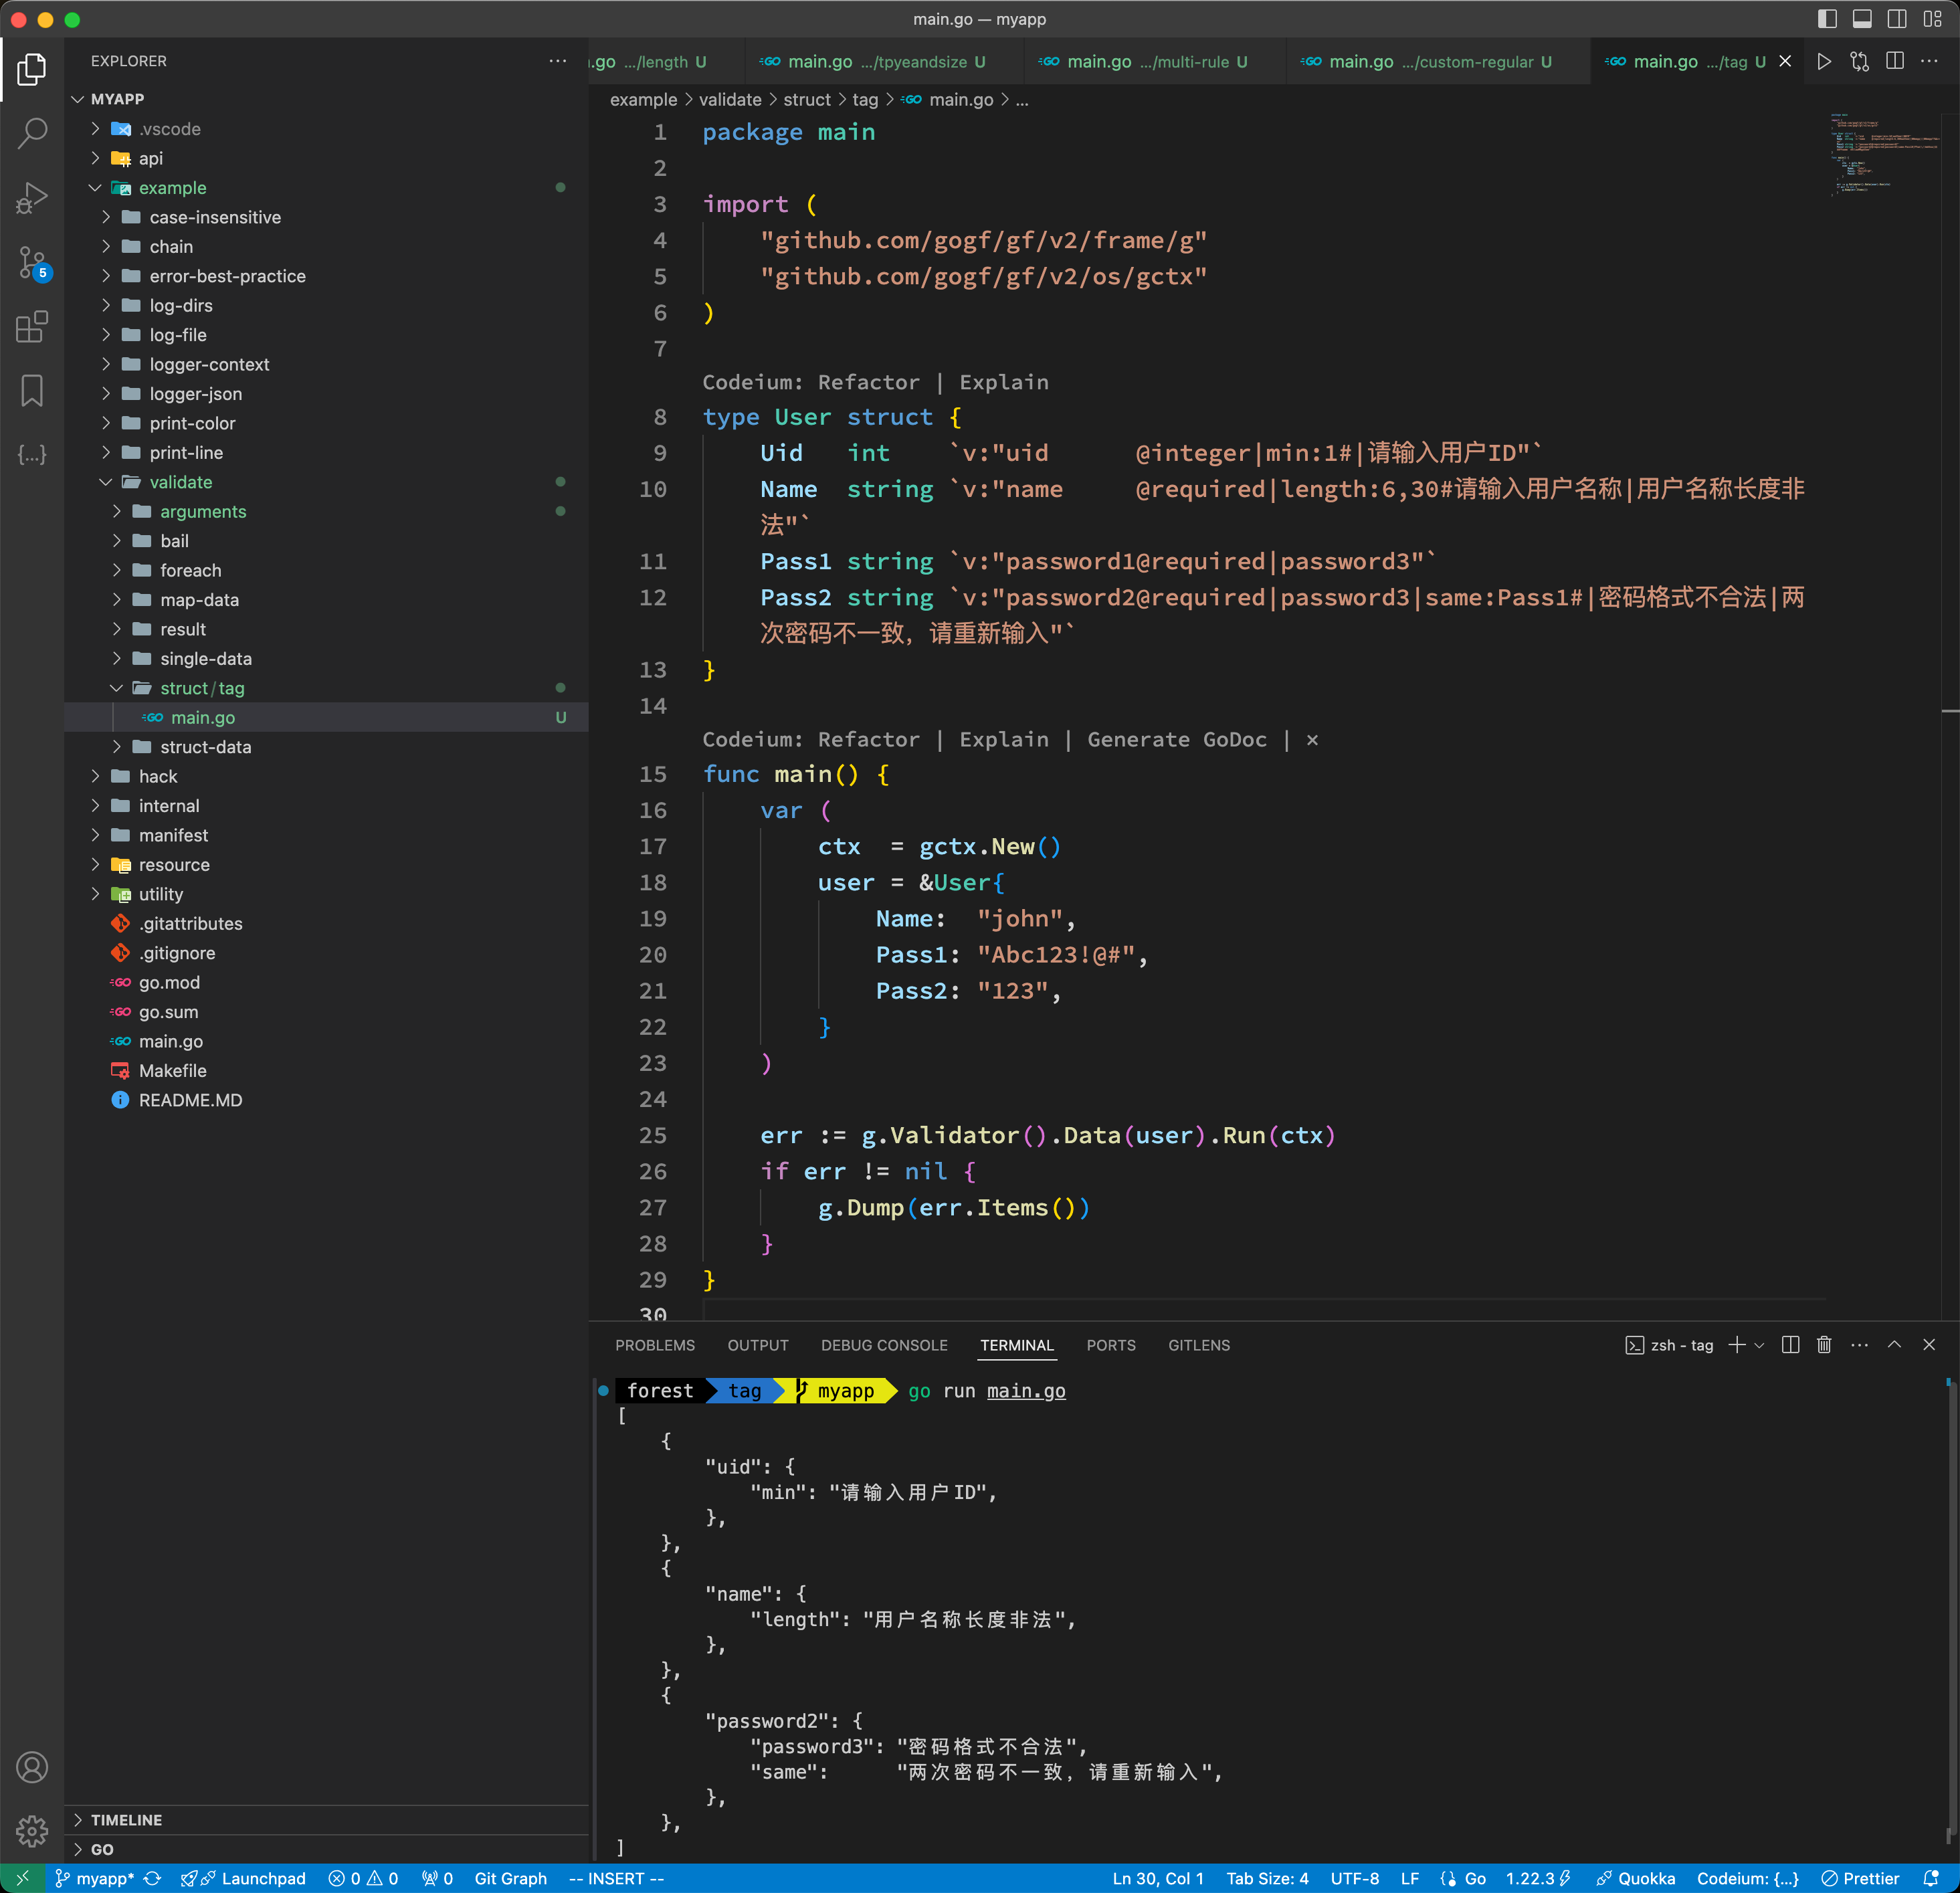 main.go — myapp
EXPLORER
.go .../length U
main.go .../tpyeandsize U
main.go .../multi-rule U
main.go .../custom-regular U
main.go .../tag U
MYAPP
.vscode
api
example
case-insensitive
chain
error-best-practice
log-dirs
log-file
logger-context
logger-json
print-color
print-line
validate
arguments
bail
foreach
map-data
result
single-data
struct/tag
main.go U
struct-data
hack
internal
manifest
resource
utility
.gitattributes
.gitignore
go.mod
go.sum
main.go
Makefile
README.MD
TIMELINE
GO
5
example > validate > struct > tag > main.go > ...
1 package main
2
3 import (
4 "github.com/gogf/gf/v2/frame/g"
5 "github.com/gogf/gf/v2/os/gctx"
6 )
7
Codeium: Refactor | Explain
8 type User struct {
9 Uid   int    `v:"uid      @integer|min:1#|请输入用户ID"`
10 Name  string `v:"name     @required|length:6,30#请输入用户名称|用户名称长度非
法"`
11 Pass1 string `v:"password1@required|password3"`
12 Pass2 string `v:"password2@required|password3|same:Pass1#|密码格式不合法|两
次密码不一致，请重新输入"`
13 }
14
Codeium: Refactor | Explain | Generate GoDoc | ×
15 func main() {
16 var (
17 ctx  = gctx.New()
18 user = &User{
19 Name:  "john",
20 Pass1: "Abc123!@#",
21 Pass2: "123",
22 }
23 )
24
25 err := g.Validator().Data(user).Run(ctx)
26 if err != nil {
27 g.Dump(err.Items())
28 }
29 }
30
PROBLEMS OUTPUT DEBUG CONSOLE TERMINAL PORTS GITLENS
zsh - tag
forest tag myapp go run main.go
[
{
"uid": {
"min": "请输入用户ID",
},
},
{
"name": {
"length": "用户名称长度非法",
},
},
{
"password2": {
"password3": "密码格式不合法",
"same":      "两次密码不一致，请重新输入",
},
},
]
myapp* Launchpad 0 0 0 Git Graph -- INSERT -- Ln 30, Col 1 Tab Size: 4 UTF-8 LF Go 1.22.3 Quokka Codeium: {...} Prettier